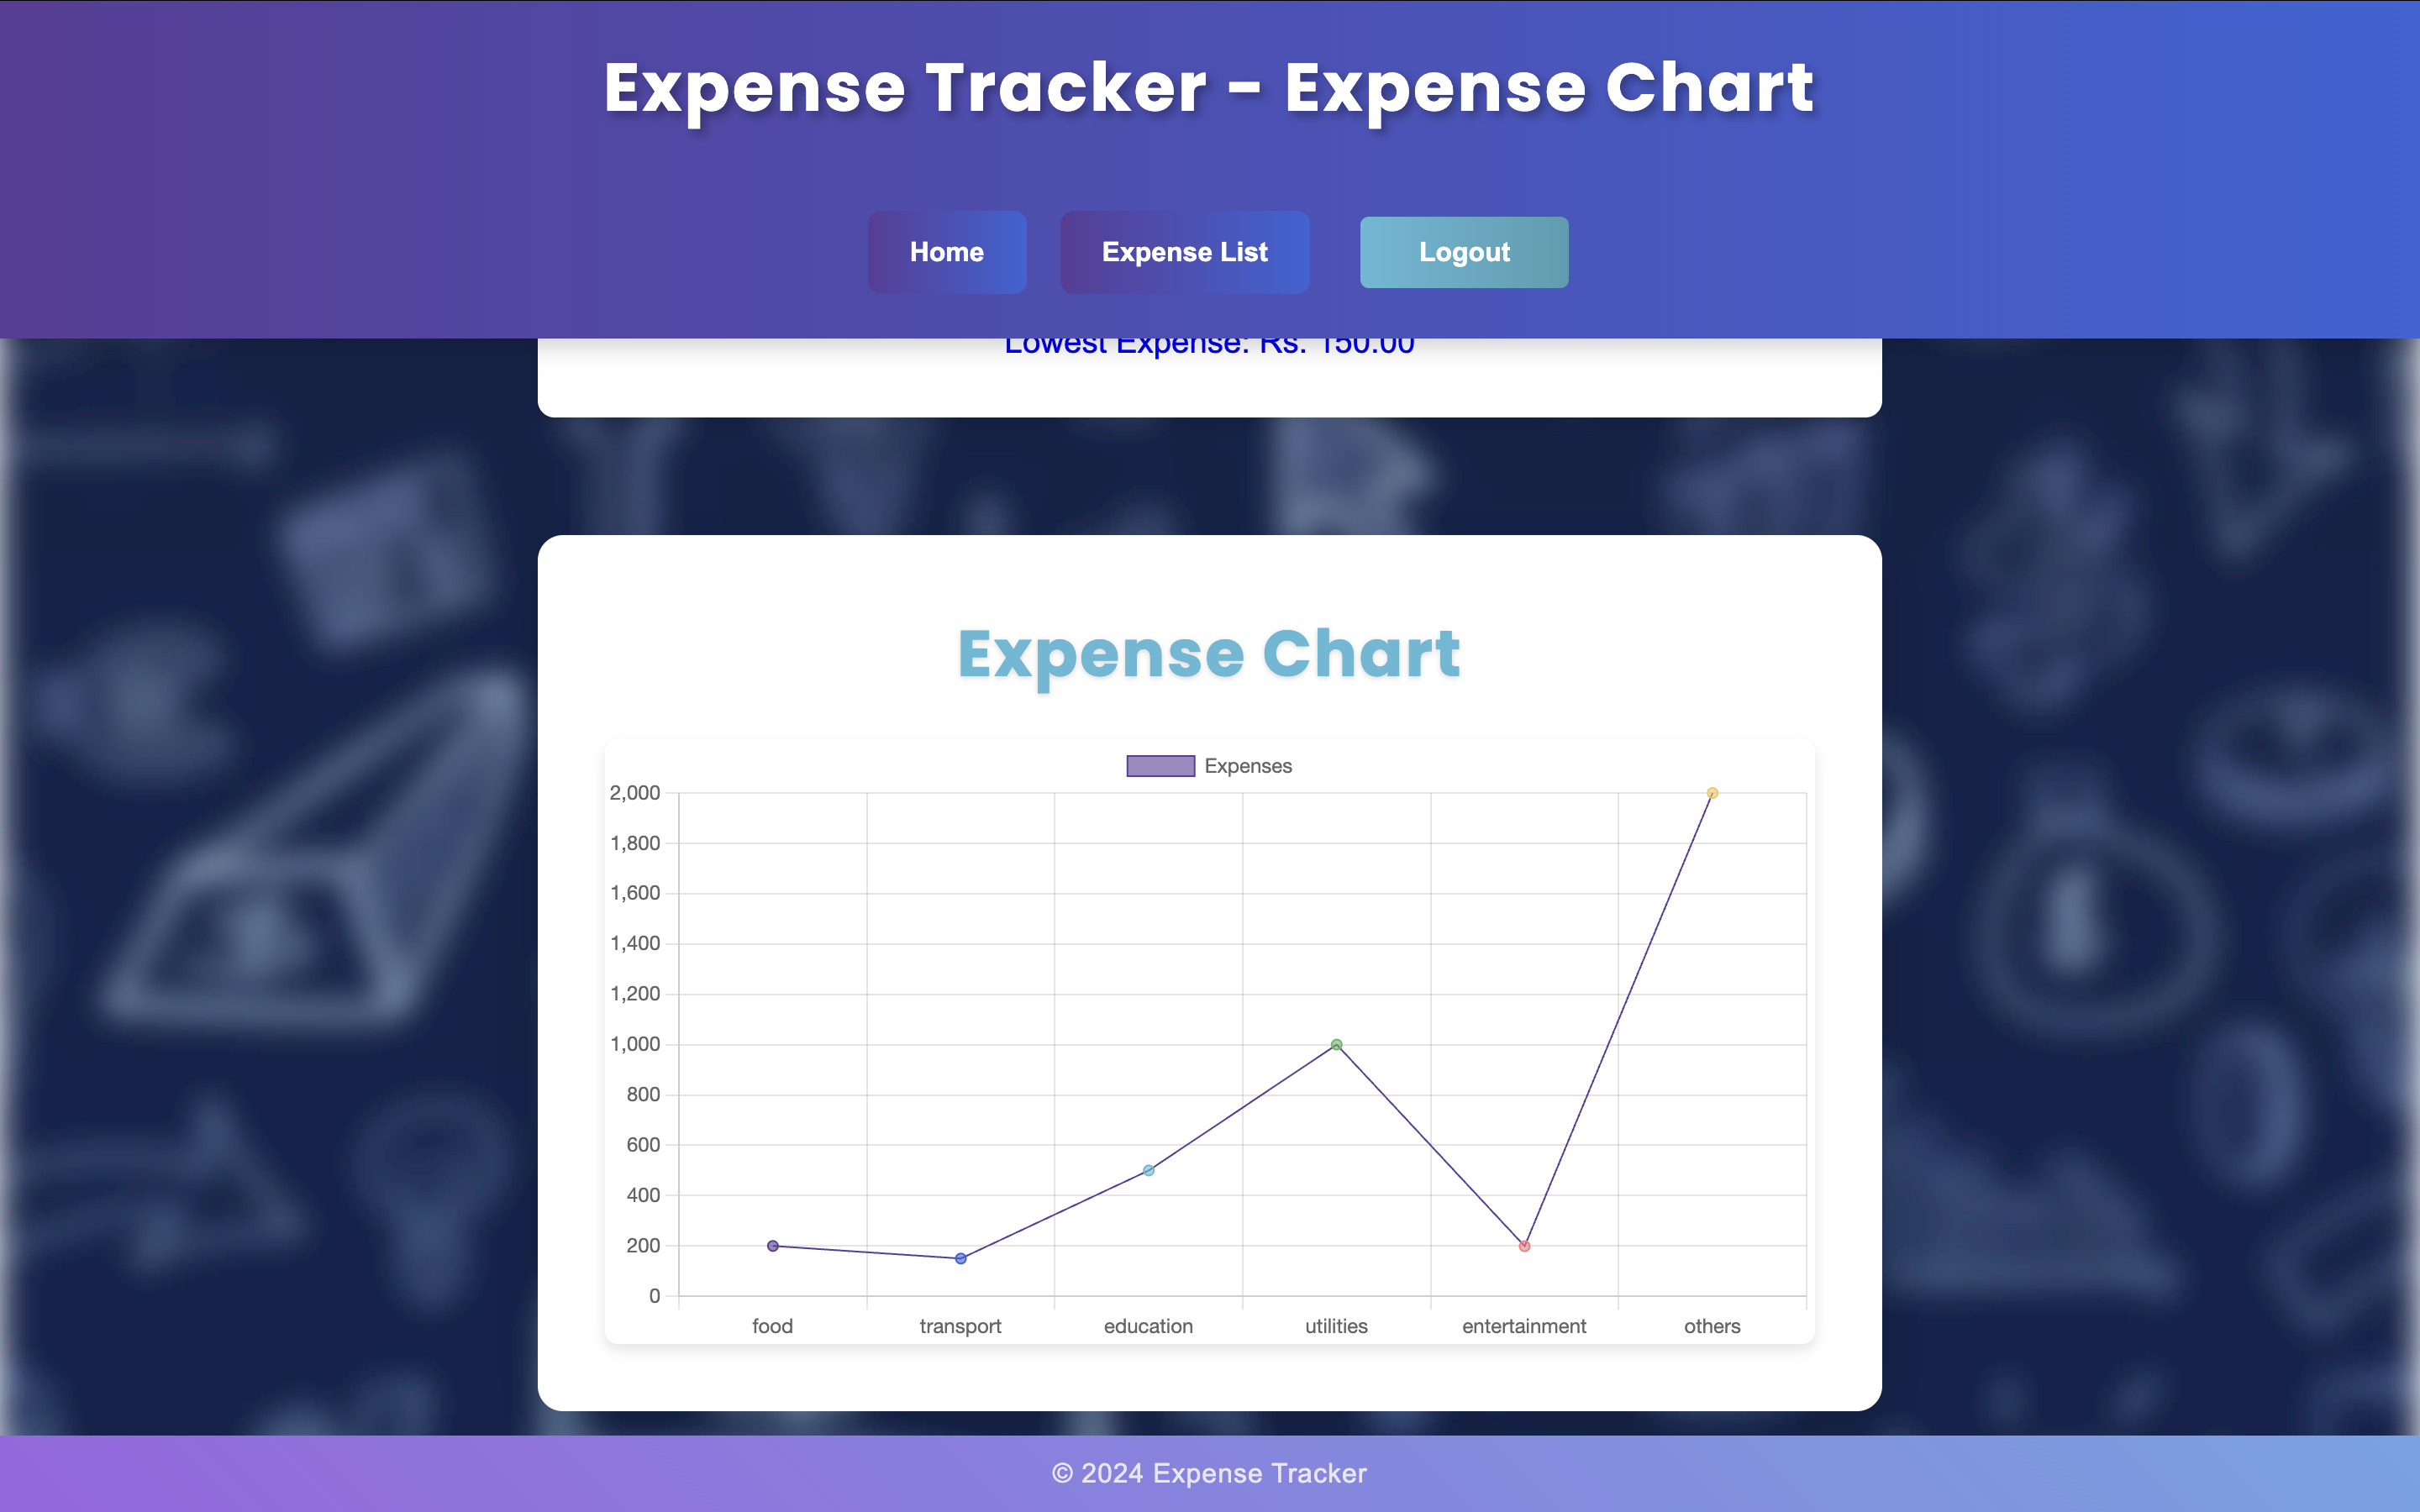 Expense Tracker - Expense Chart
Home
Expense List
Logout
Lowest Expense: Rs. 150.00
Expense Chart
Expenses
2,000
1,800
1,600
1,400
1,200
1,000
800
600
400
200
0
food transport education utilities entertainment others
© 2024 Expense Tracker